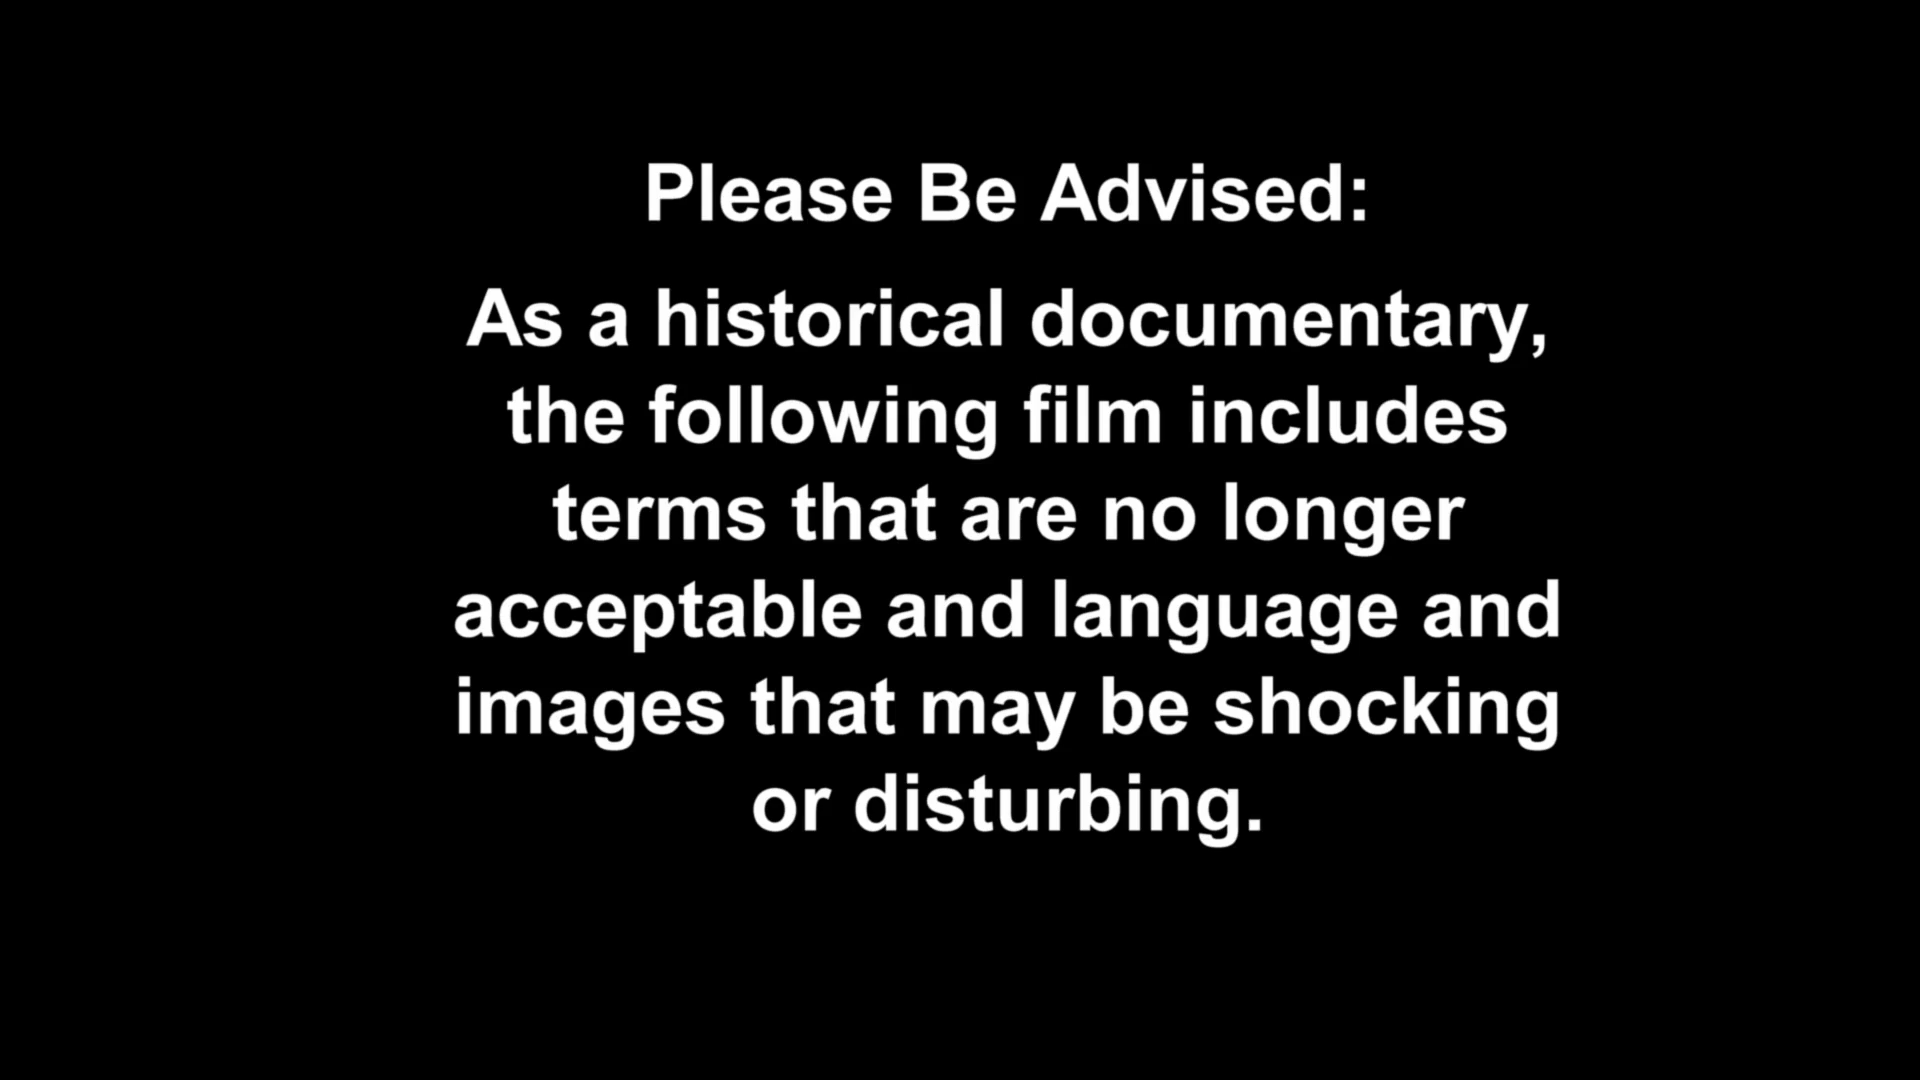 Please Be Advised:
As a historical documentary,
the following film includes
terms that are no longer
acceptable and language and
images that may be shocking
or disturbing.